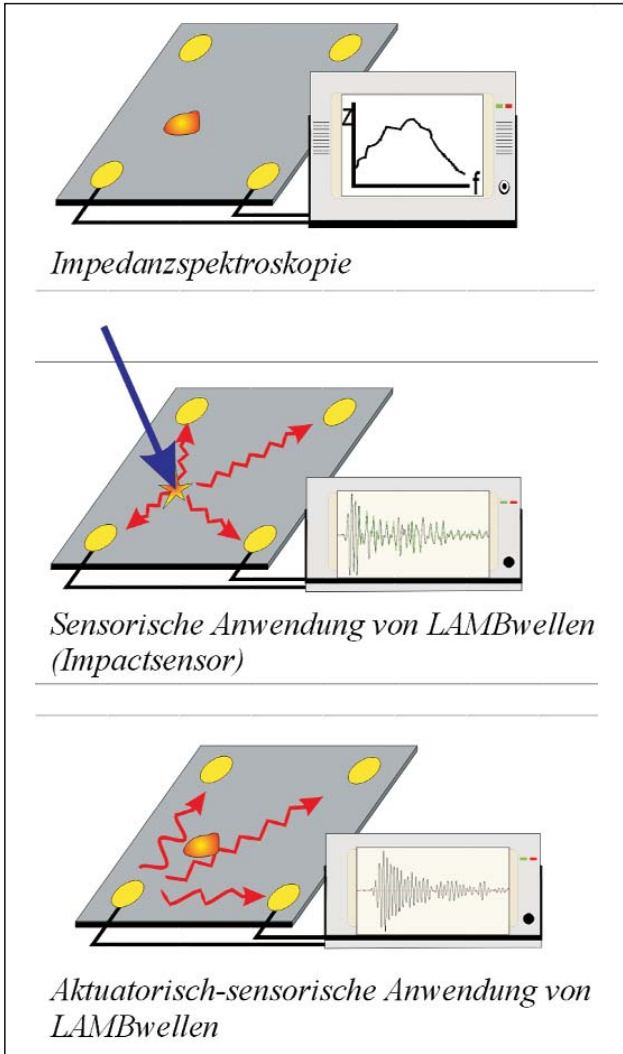 Z
f
Impedanzspektroskopie
Sensorische Anwendung von LAMBwellen
(Impactsensor)
Aktuatorisch-sensorische Anwendung von
LAMBwellen